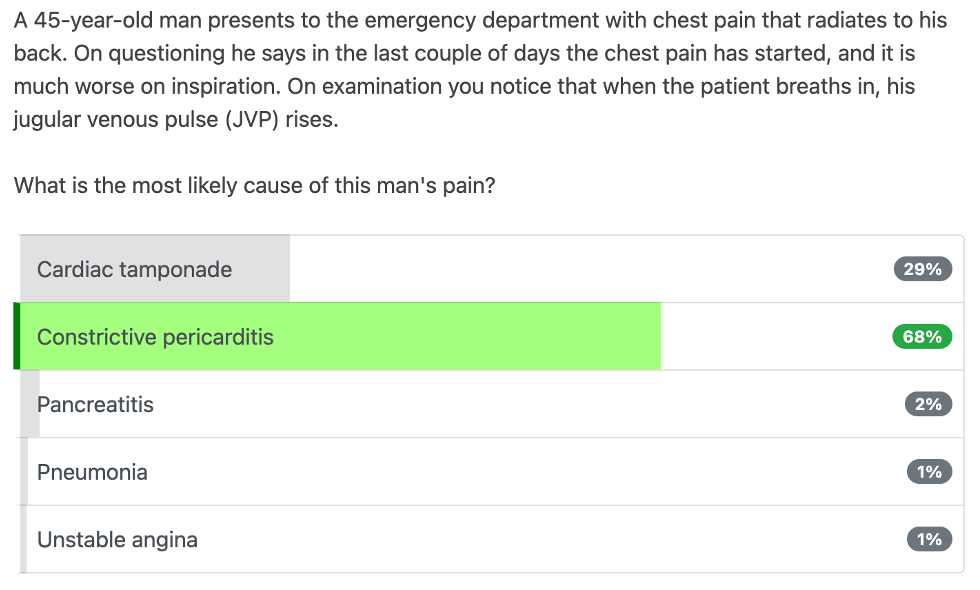 A 45-year-old man presents to the emergency department with chest pain that radiates to his
back. On questioning he says in the last couple of days the chest pain has started, and it is
much worse on inspiration. On examination you notice that when the patient breaths in, his
jugular venous pulse (JVP) rises.
What is the most likely cause of this man's pain?
Cardiac tamponade 29%
Constrictive pericarditis 68%
Pancreatitis 2%
Pneumonia 1%
Unstable angina 1%